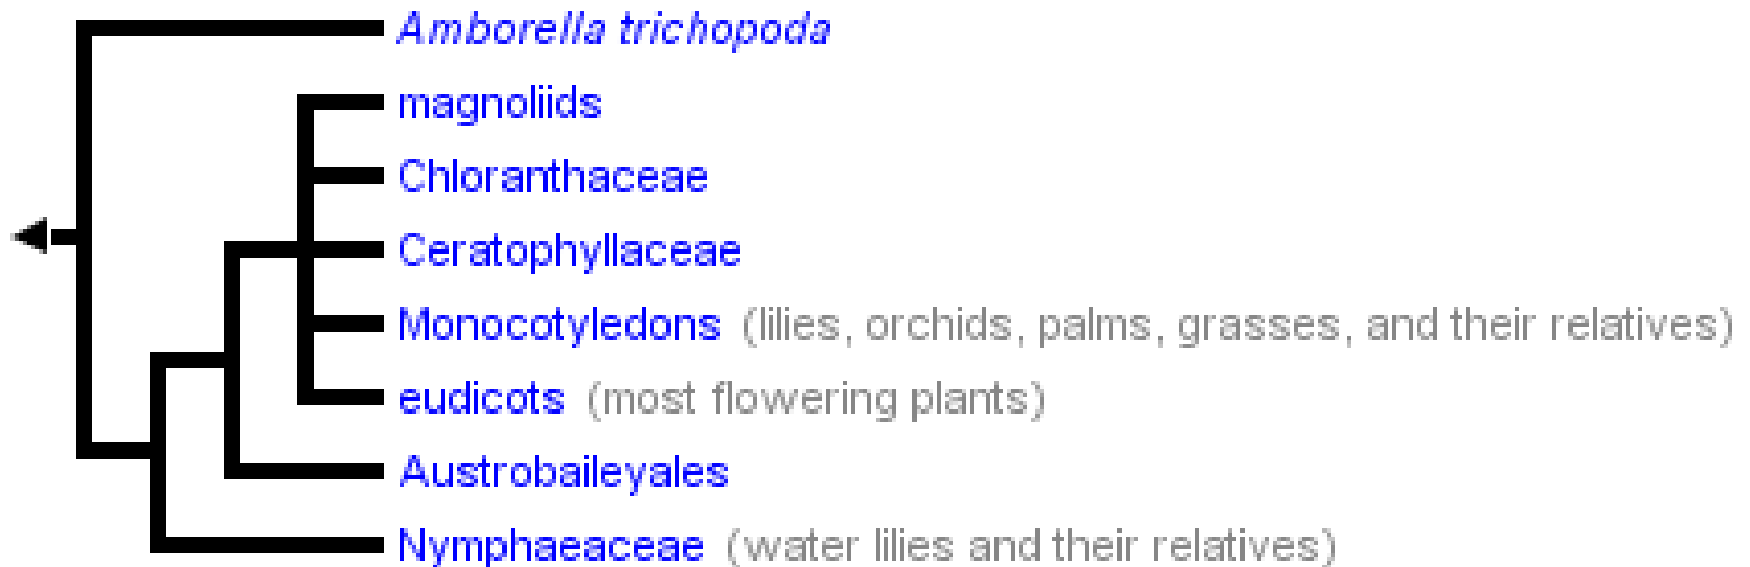 Amborella trichopoda
magnoliids
Chloranthaceae
Ceratophyllaceae
Monocotyledons (lilies, orchids, palms, grasses, and their relatives)
eudicots (most flowering plants)
Austrobaileyales
Nymphaeaceae (water lilies and their relatives)